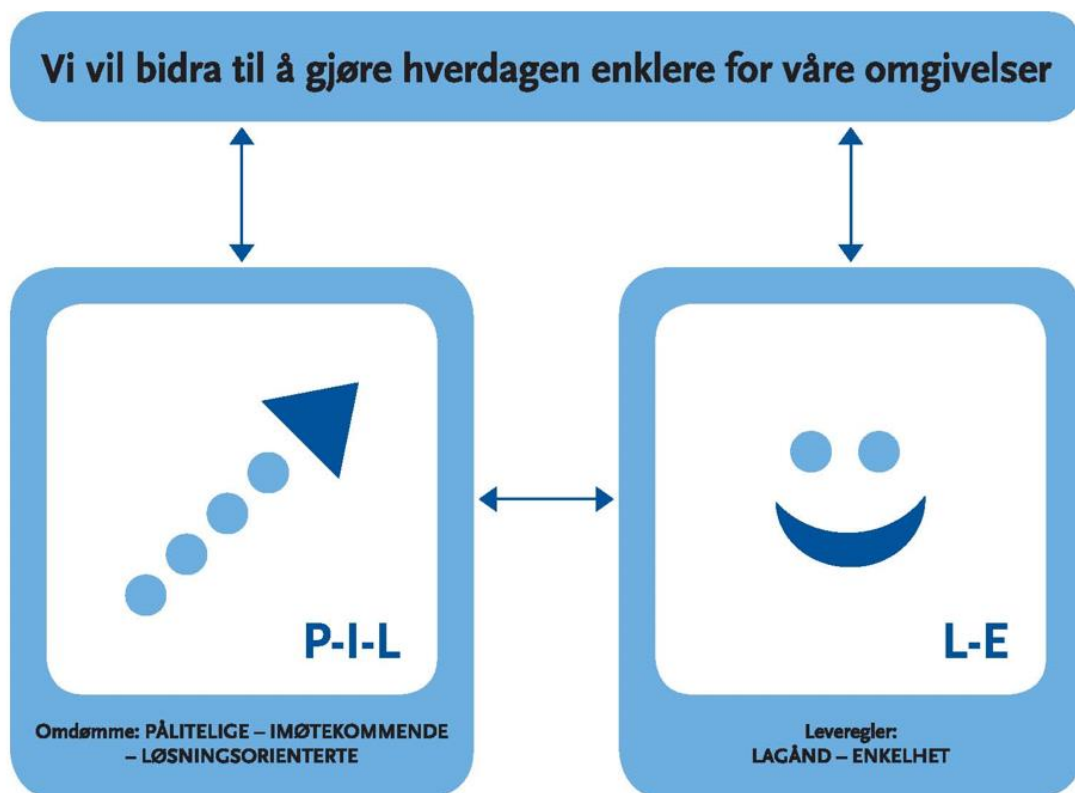 Vi vil bidra til å gjøre hverdagen enklere for våre omgivelser
P-I-L
Omdømme: PÅLITELIGE – IMØTEKOMMENDE
– LØSNINGSORIENTERTE
L-E
Leveregler:
LAGÅND – ENKELHET